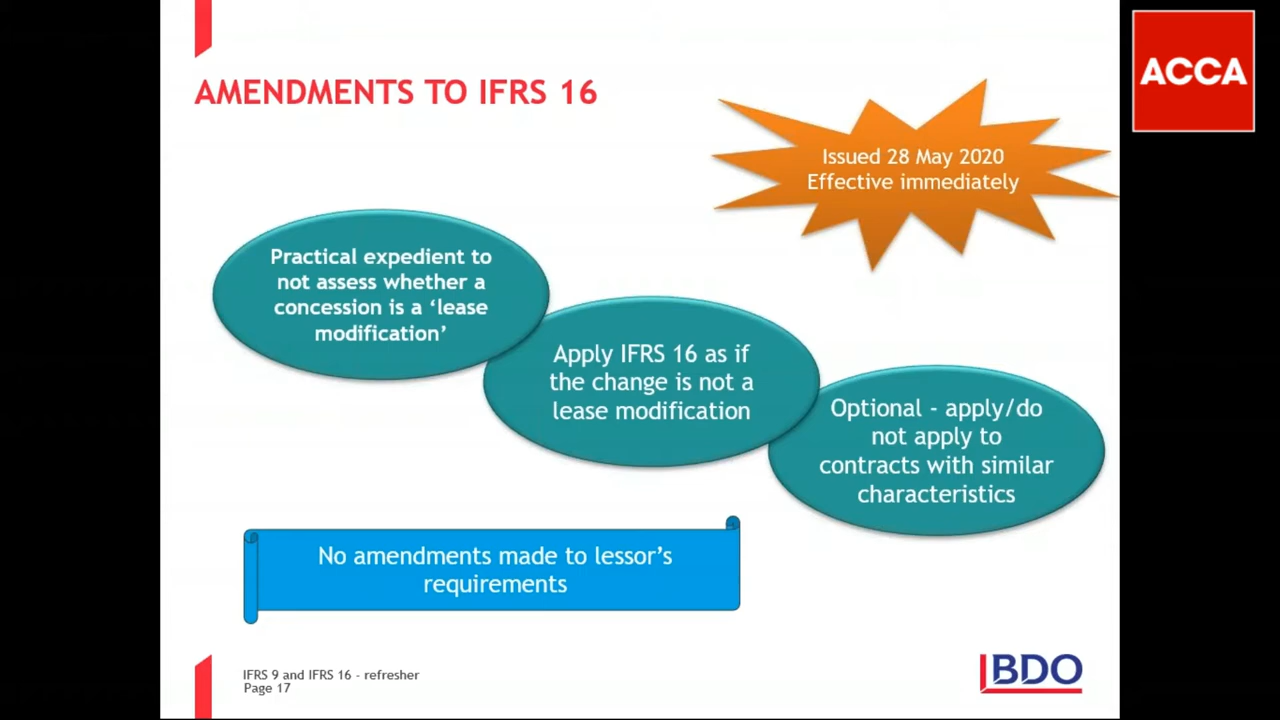 AMENDMENTS TO IFRS 16
ACCA
Issued 28 May 2020
Effective immediately
Practical expedient to
not assess whether a
concession is a ‘lease
modification’
Apply IFRS 16 as if
the change is not a
lease modification
Optional - apply/do
not apply to
contracts with similar
characteristics
No amendments made to lessor’s
requirements
IFRS 9 and IFRS 16 - refresher
Page 17
BDO